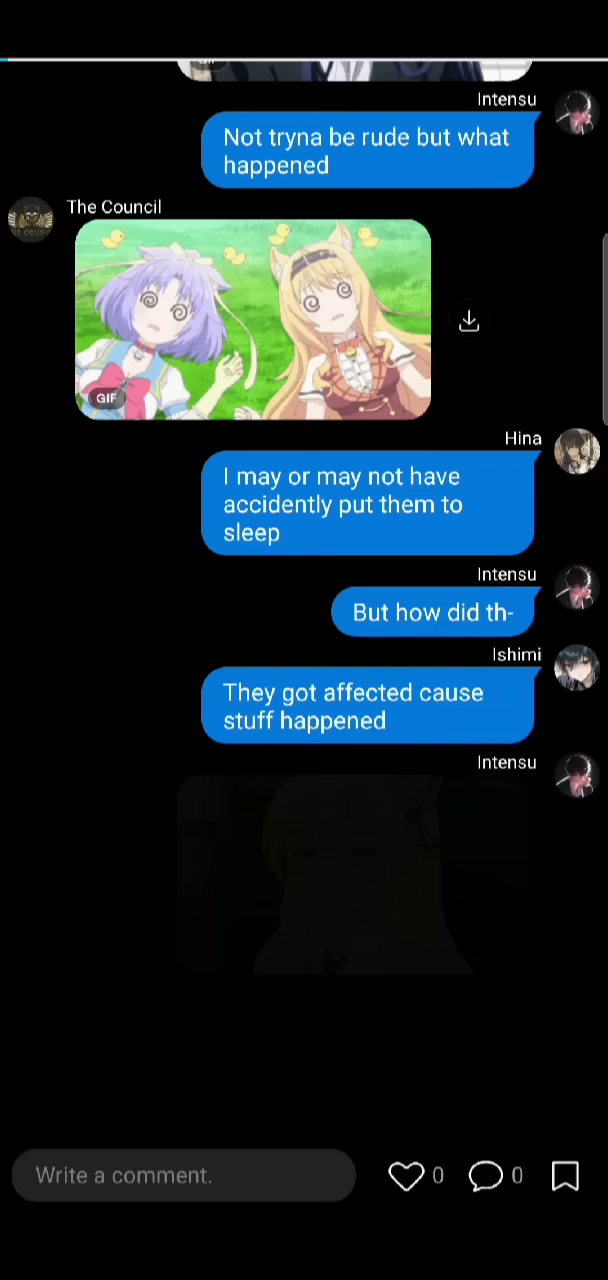 Intensu
Not tryna be rude but what
happened
The Council
GIF
Hina
I may or may not have
accidently put them to
sleep
Intensu
But how did th-
Ishimi
They got affected cause
stuff happened
Intensu
Write a comment.
0
0